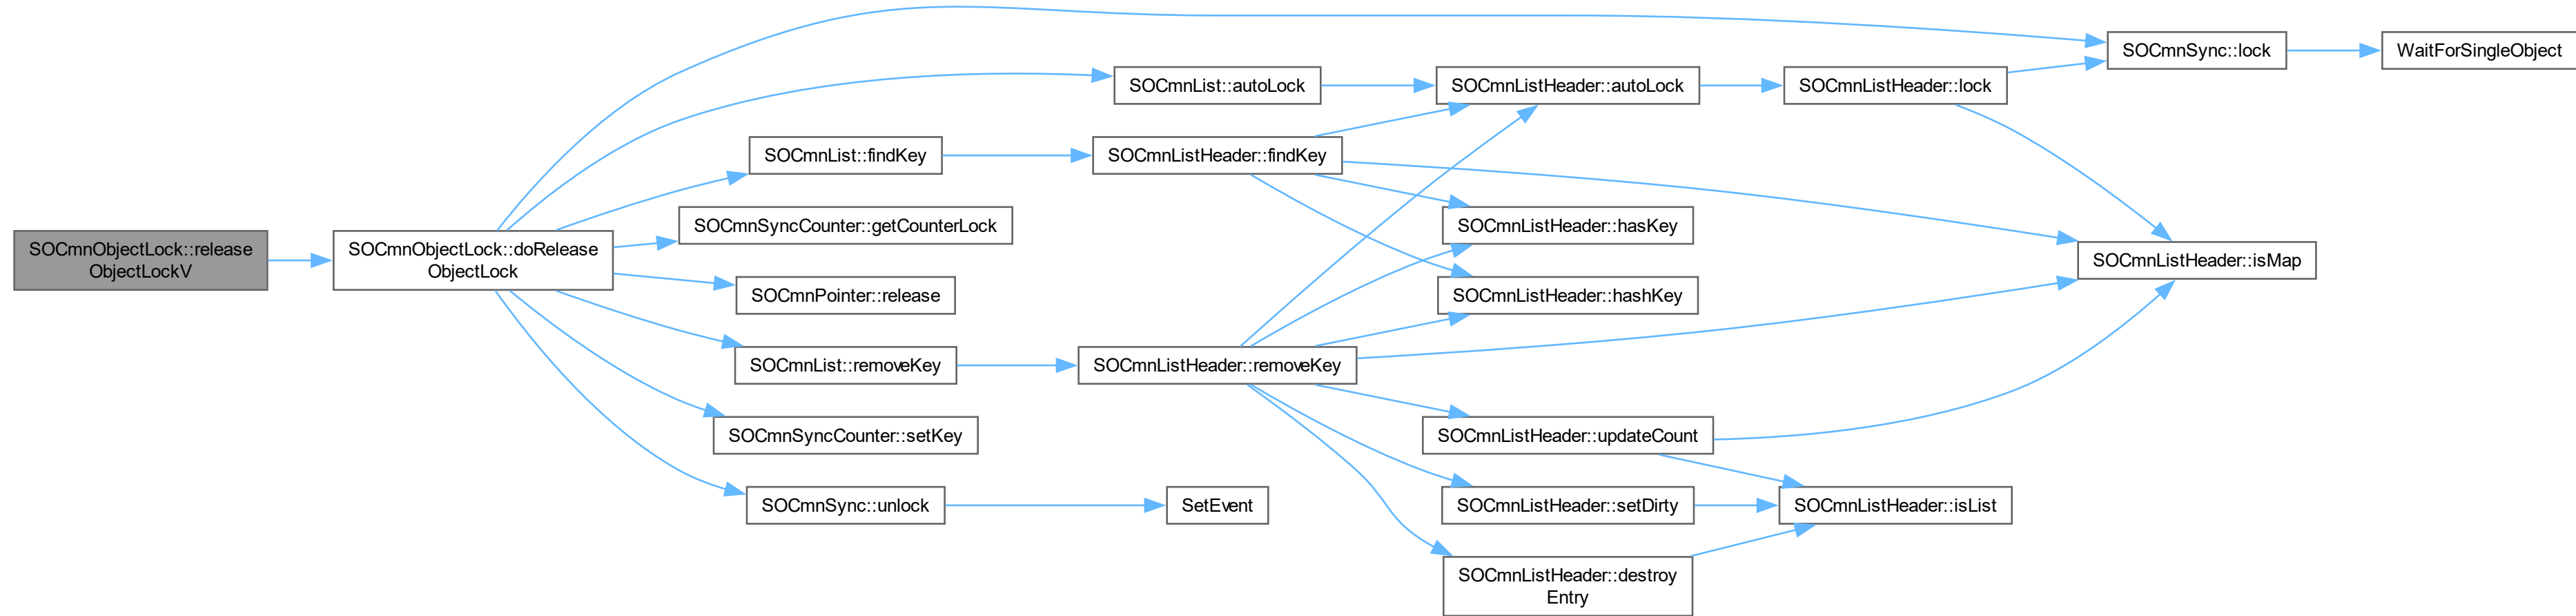 SOCmnObjectLock::release
ObjectLockV
SOCmnObjectLock::doRelease
ObjectLock
SOCmnList::autoLock
SOCmnList::findKey
SOCmnSyncCounter::getCounterLock
SOCmnPointer::release
SOCmnList::removeKey
SOCmnSyncCounter::setKey
SOCmnSync::unlock
SOCmnListHeader::findKey
SOCmnListHeader::removeKey
SetEvent
SOCmnListHeader::autoLock
SOCmnListHeader::hasKey
SOCmnListHeader::hashKey
SOCmnListHeader::updateCount
SOCmnListHeader::setDirty
SOCmnListHeader::destroy
Entry
SOCmnListHeader::lock
SOCmnListHeader::isList
SOCmnSync::lock
SOCmnListHeader::isMap
WaitForSingleObject